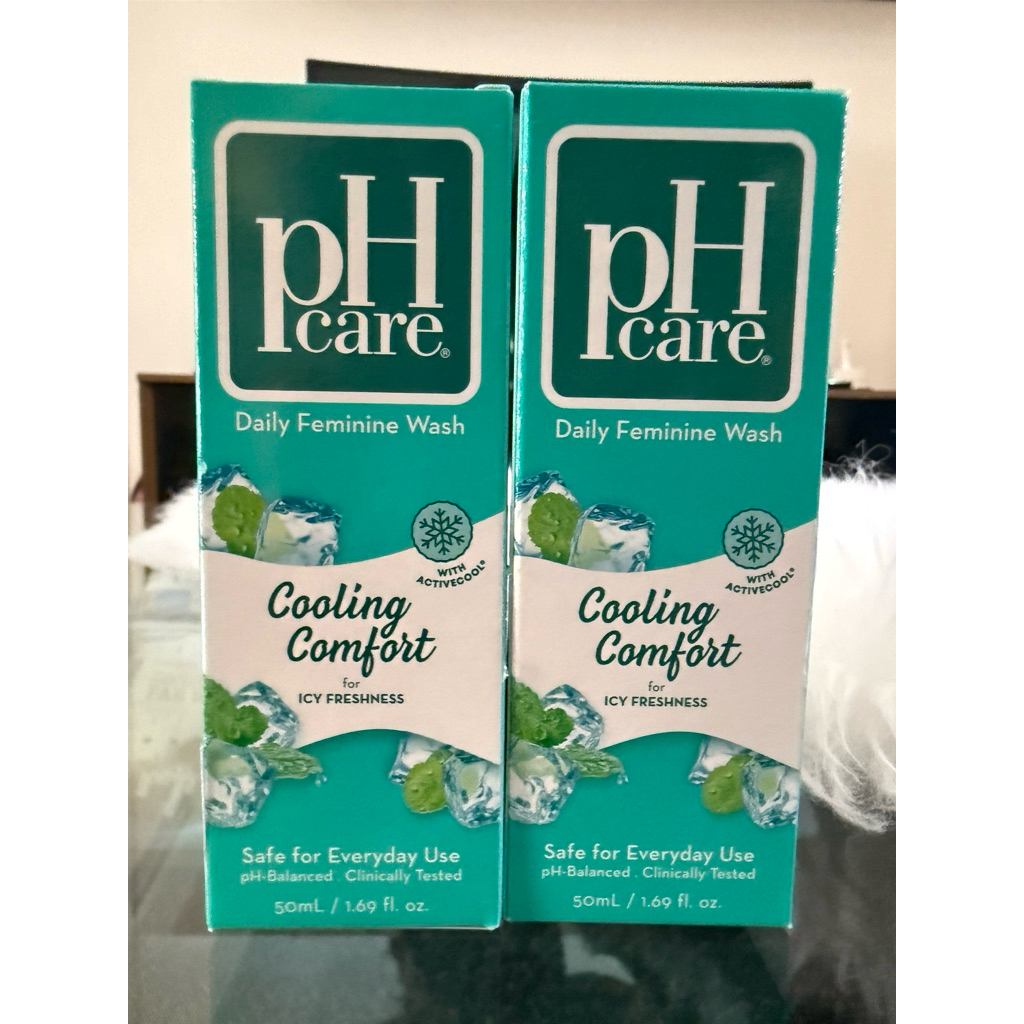 pH
care®
Daily Feminine Wash
WITH
ACTIVECOOL®
Cooling
Comfort
for
ICY FRESHNESS
Safe for Everyday Use
pH-Balanced . Clinically Tested
50mL / 1.69 fl. oz.
pH
care®
Daily Feminine Wash
WITH
ACTIVECOOL®
Cooling
Comfort
for
ICY FRESHNESS
Safe for Everyday Use
pH-Balanced . Clinically Tested
50mL / 1.69 fl. oz.